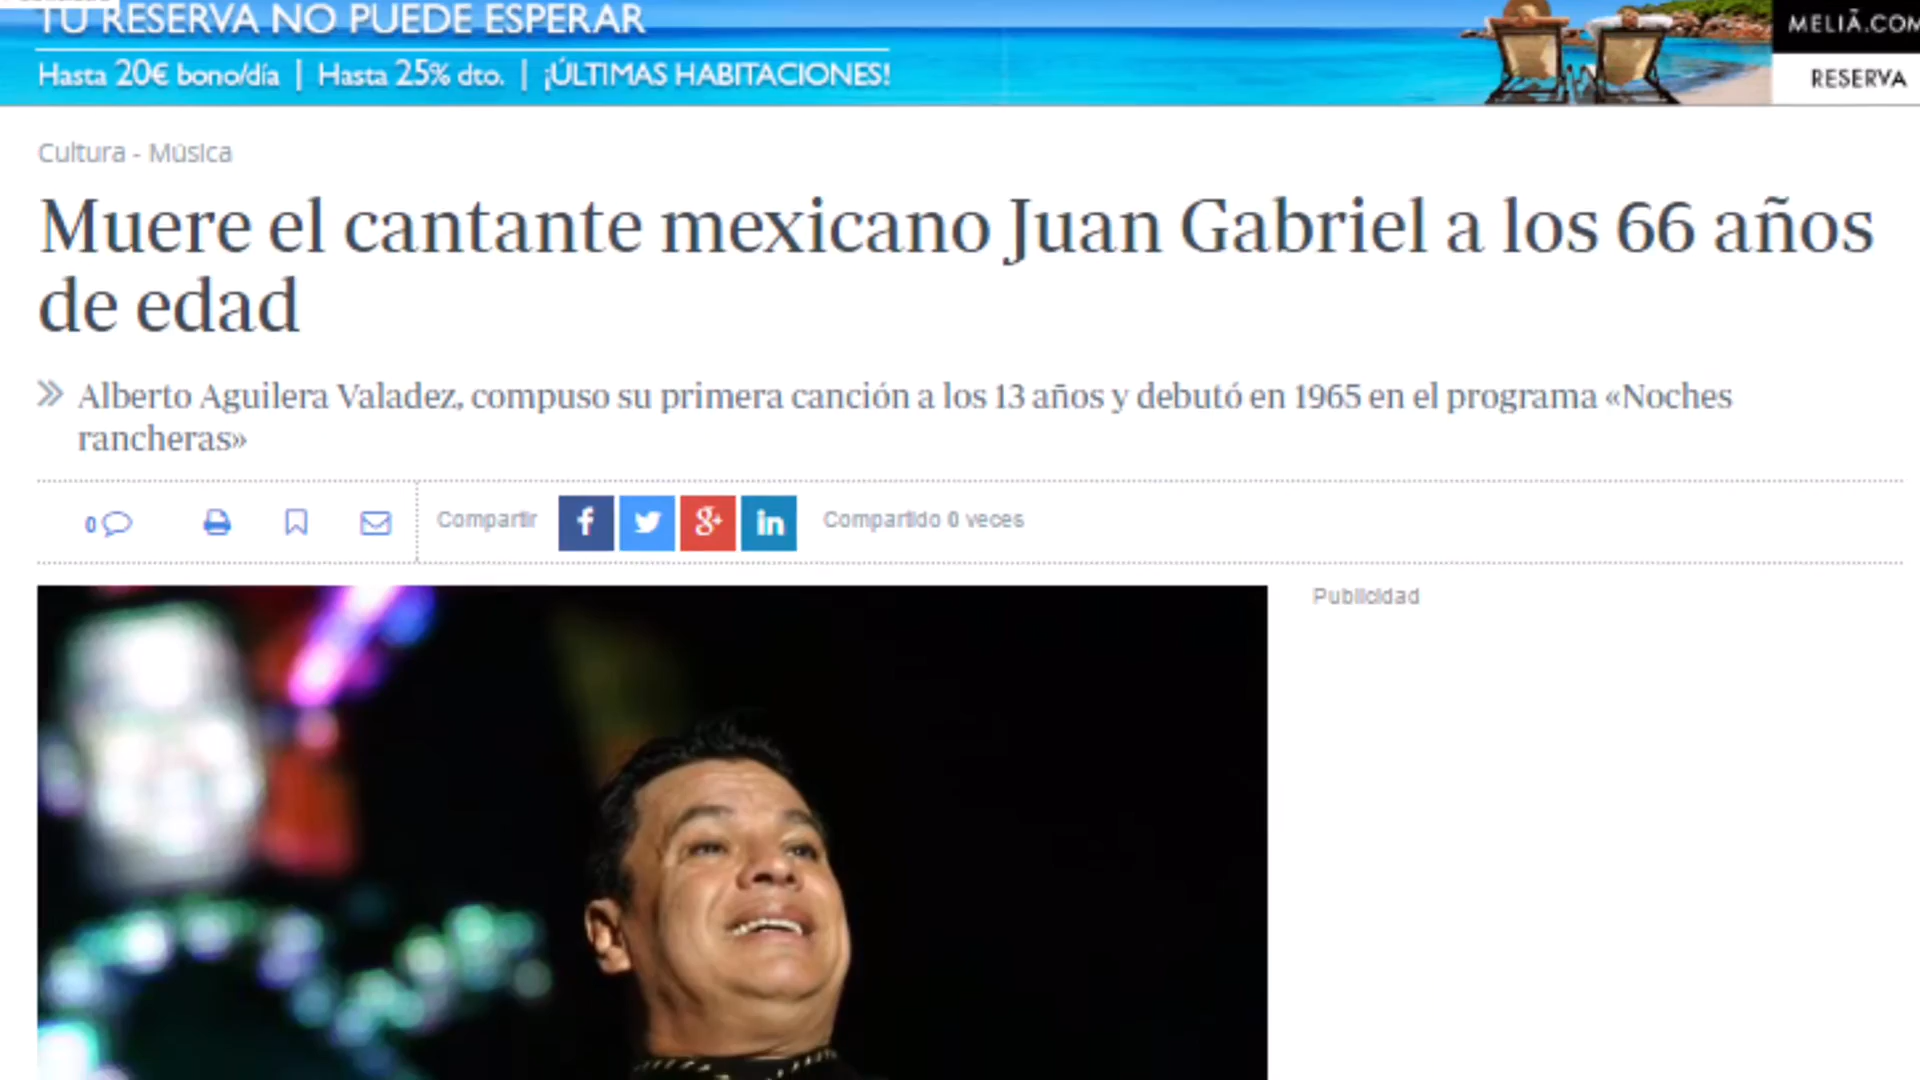 TU RESERVA NO PUEDE ESPERAR
Hasta 20€ bono/día | Hasta 25% dto. | ¡ÚLTIMAS HABITACIONES!
MELIÃ.COM
RESERVA
Cultura - Música
Muere el cantante mexicano Juan Gabriel a los 66 años
de edad
Alberto Aguilera Valadez, compuso su primera canción a los 13 años y debutó en 1965 en el programa «Noches
rancheras»
0
Compartir
f
g+
in
Compartido 0 veces
Publicidad